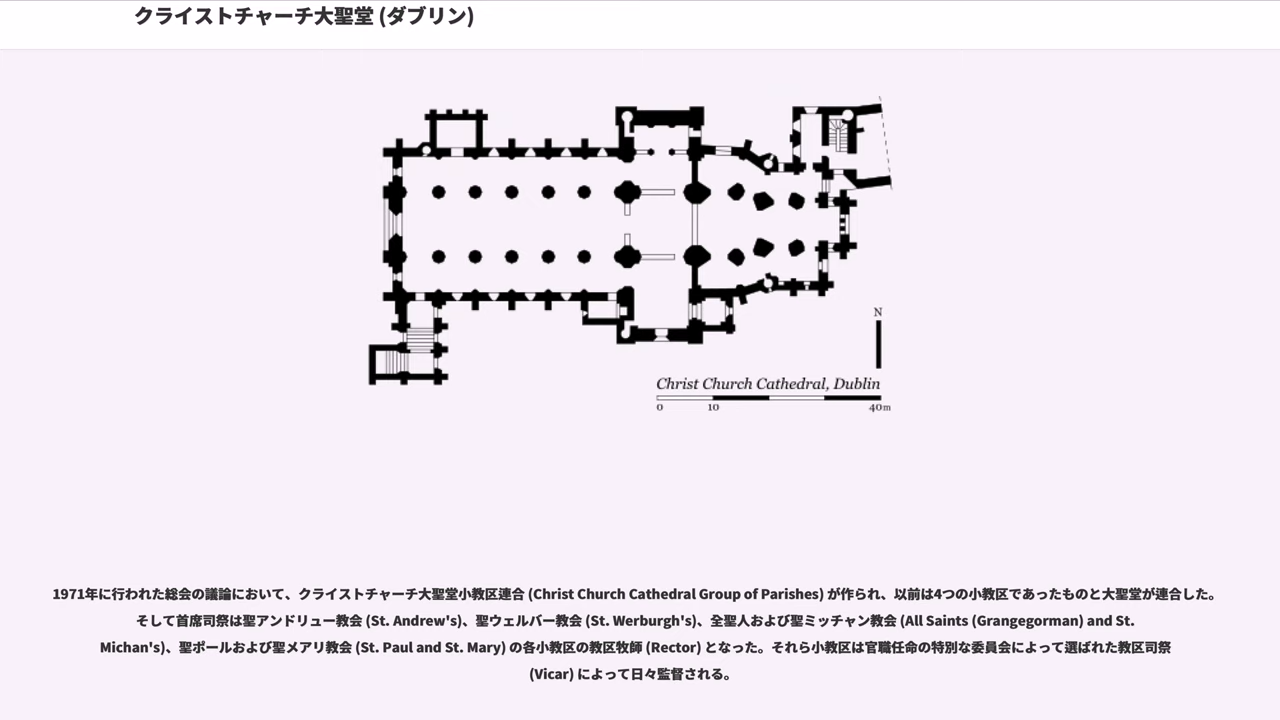 クライストチャーチ大聖堂 (ダブリン)
N
Christ Church Cathedral, Dublin
0 10 40m
1971年に行われた総会の議論において、クライストチャーチ大聖堂小教区連合 (Christ Church Cathedral Group of Parishes) が作られ、以前は4つの小教区であったものと大聖堂が連合した。
そして首席司祭は聖アンドリュー教会 (St. Andrew's)、聖ウェルバー教会 (St. Werburgh's)、全聖人および聖ミッチャン教会 (All Saints (Grangegorman) and St.
Michan's)、聖ポールおよび聖メアリ教会 (St. Paul and St. Mary) の各小教区の教区牧師 (Rector) となった。それら小教区は官職任命の特別な委員会によって選ばれた教区司祭
(Vicar) によって日々監督される。